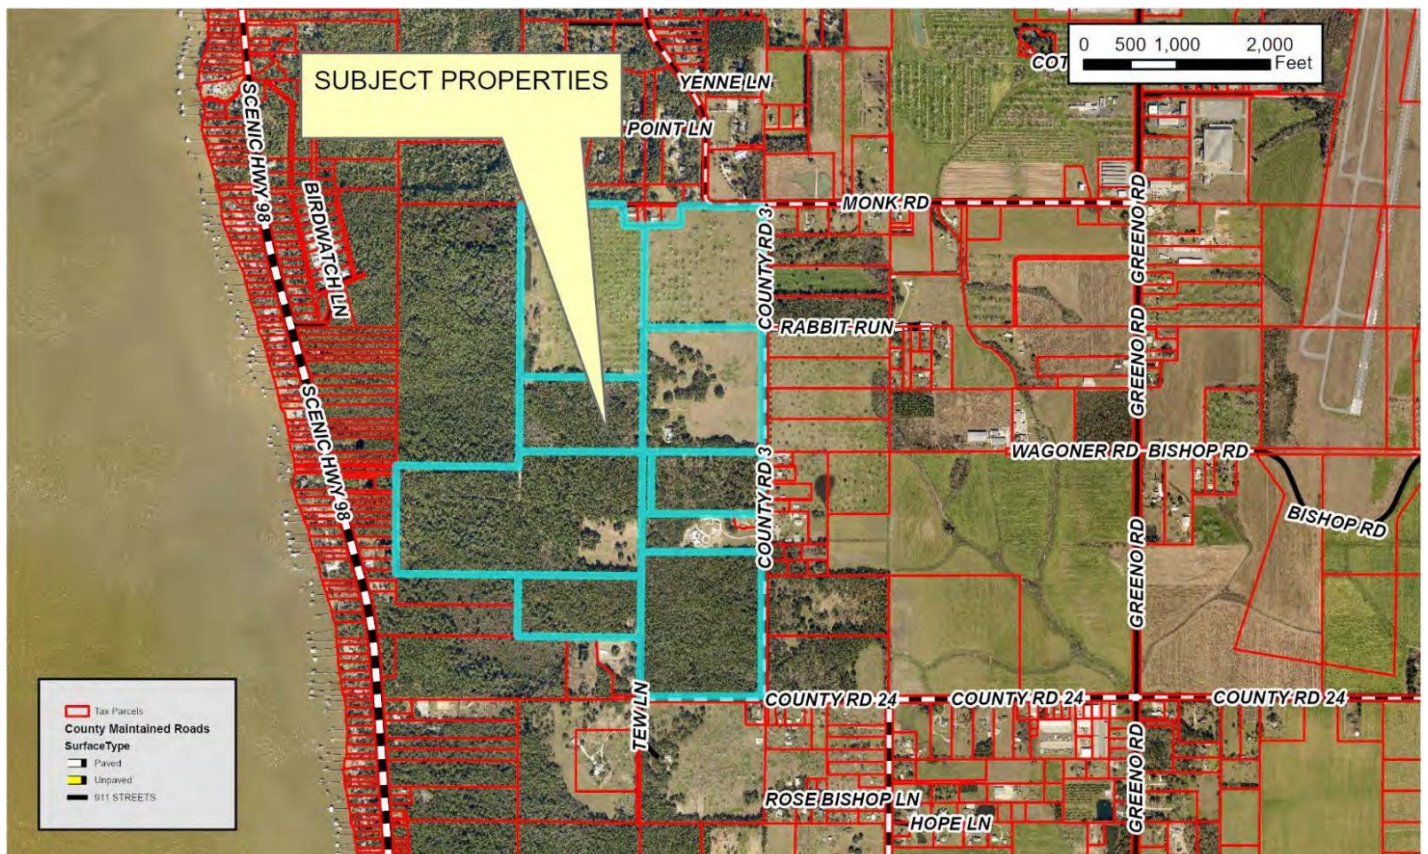 0 500 1,000 2,000
Feet
COT
SUBJECT PROPERTIES
YENNE LN
POINT LN
SCENIC HWY 98
BIRDWATCH LN
MONK RD
GREENO RD
COUNTY RD 3
RABBIT RUN
GREENO RD
SCENIC HWY 98
WAGONER RD
BISHOP RD
COUNTY RD 3
BISHOP RD
GREENO RD
TEW LN
COUNTY RD 24
COUNTY RD 24
COUNTY RD 24
GREENO RD
ROSE BISHOP LN
HOPE LN
Tax Parcels
County Maintained Roads
SurfaceType
Paved
Unpaved
911 STREETS